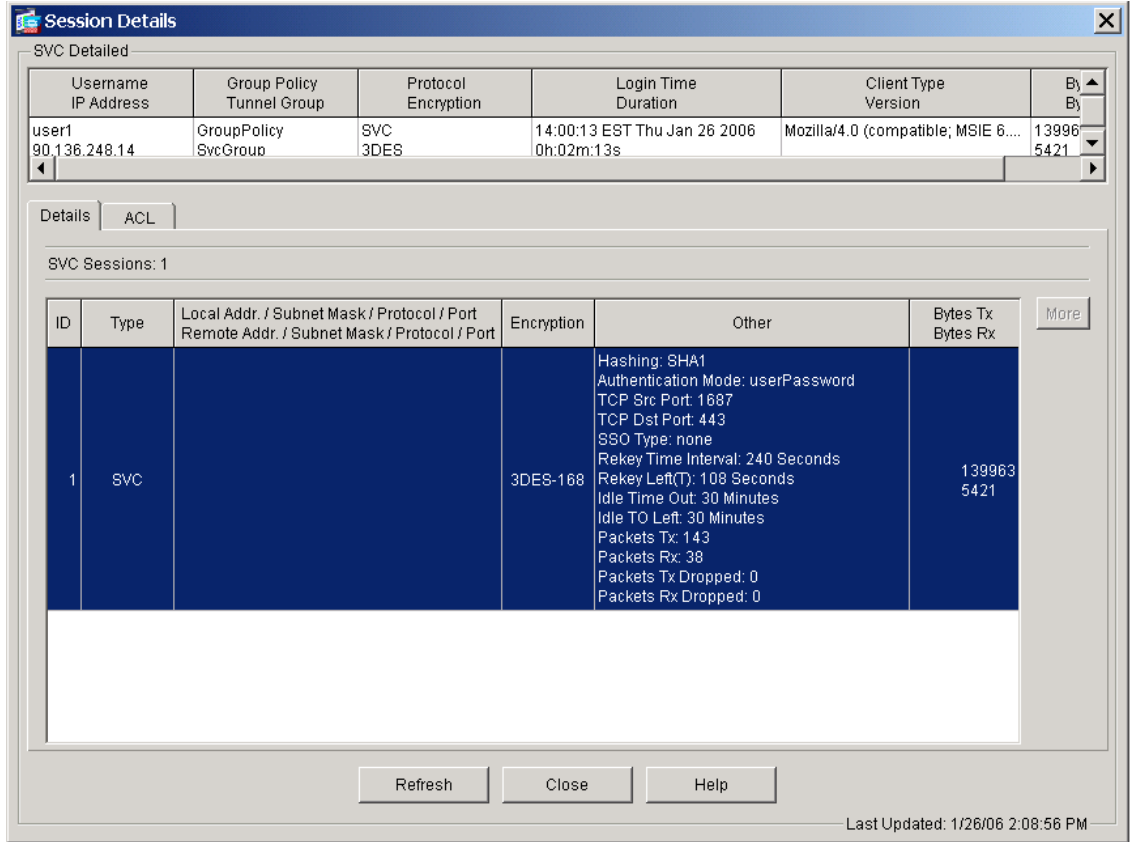 Session Details
SVC Detailed
Username
IP Address
Group Policy
Tunnel Group
Protocol
Encryption
Login Time
Duration
Client Type
Version
By
By
user1
90.136.248.14
GroupPolicy
SvcGroup
SVC
3DES
14:00:13 EST Thu Jan 26 2006
0h:02m:13s
Mozilla/4.0 (compatible; MSIE 6....
13996
5421
Details
ACL
SVC Sessions: 1
ID
Type
Local Addr. / Subnet Mask / Protocol / Port
Remote Addr. / Subnet Mask / Protocol / Port
Encryption
Other
Bytes Tx
Bytes Rx
More
1
SVC
3DES-168
Hashing: SHA1
Authentication Mode: userPassword
TCP Src Port: 1687
TCP Dst Port: 443
SSO Type: none
Rekey Time Interval: 240 Seconds
Rekey Left(T): 108 Seconds
Idle Time Out: 30 Minutes
Idle TO Left: 30 Minutes
Packets Tx: 143
Packets Rx: 38
Packets Tx Dropped: 0
Packets Rx Dropped: 0
139963
5421
Refresh
Close
Help
Last Updated: 1/26/06 2:08:56 PM